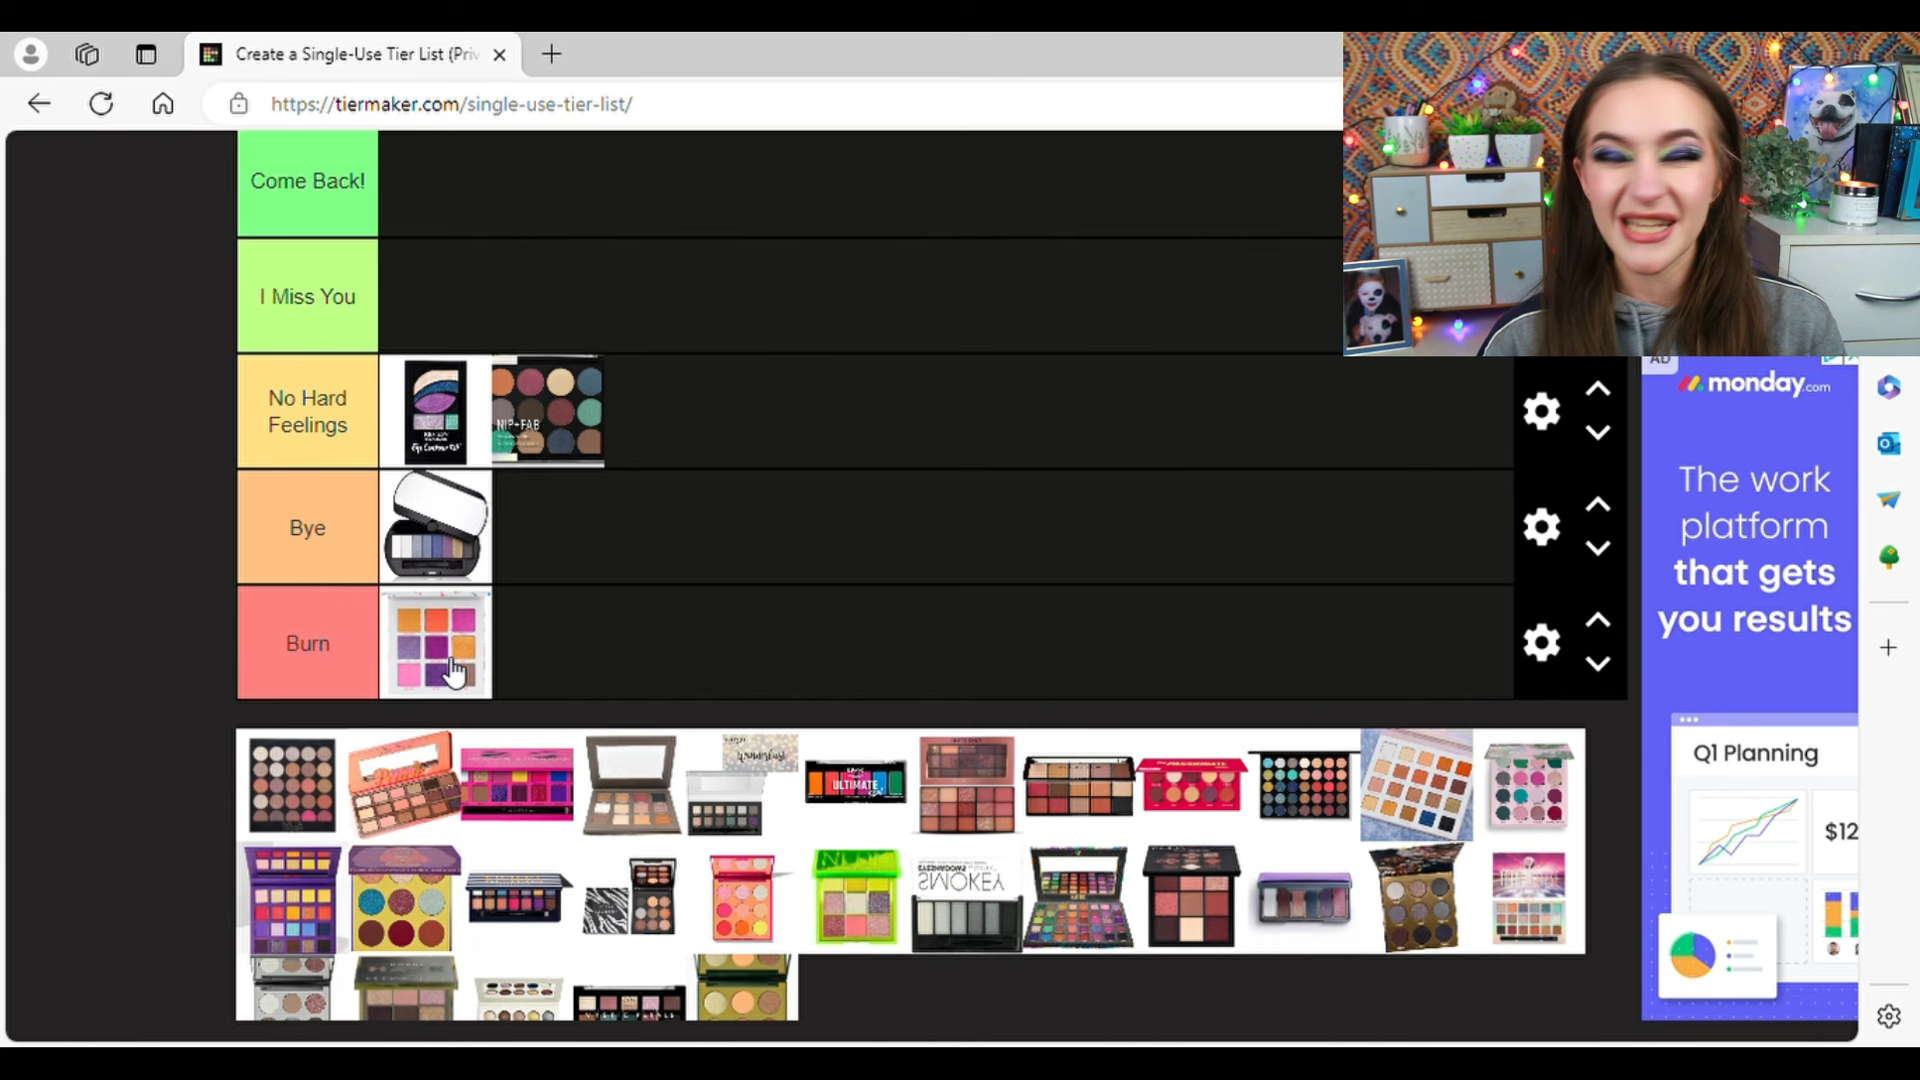 Create a Single-Use Tier List (Priv
https://tiermaker.com/single-use-tier-list/
Come Back!
I Miss You
No Hard
Feelings
NIP+FAB
Bye
Burn
ULTIMATE
SMOKEY
AD
monday.com
The work
platform
that gets
you results
Q1 Planning
$12